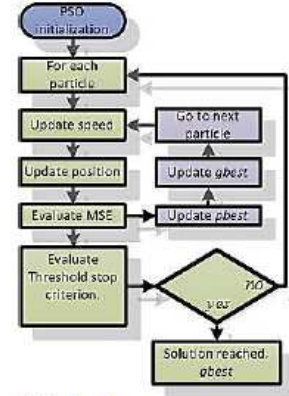 PSO
initialization
For each
particle
Update speed
Go to next
particle
Update position
Update gbest
Evaluate MSE
Update pbest
Evaluate
Threshold stop
criterion.
no
yes
Solution reached,
gbest